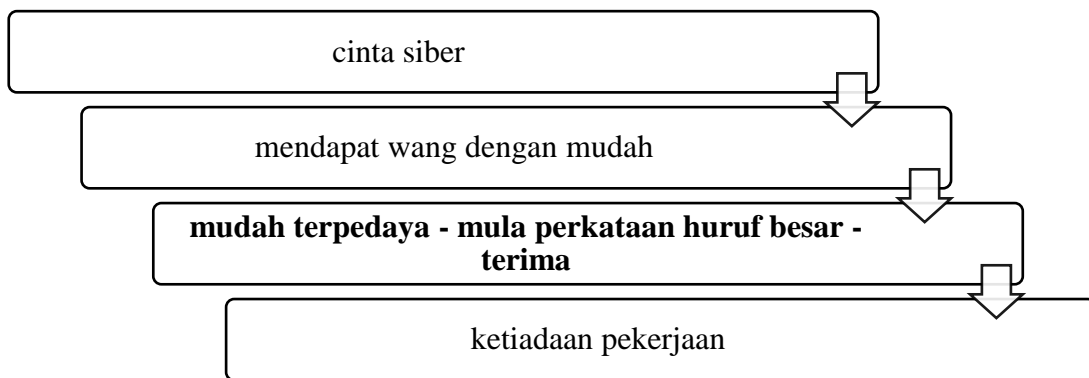 cinta siber
mendapat wang dengan mudah
mudah terpedaya - mula perkataan huruf besar -
terima
ketiadaan pekerjaan